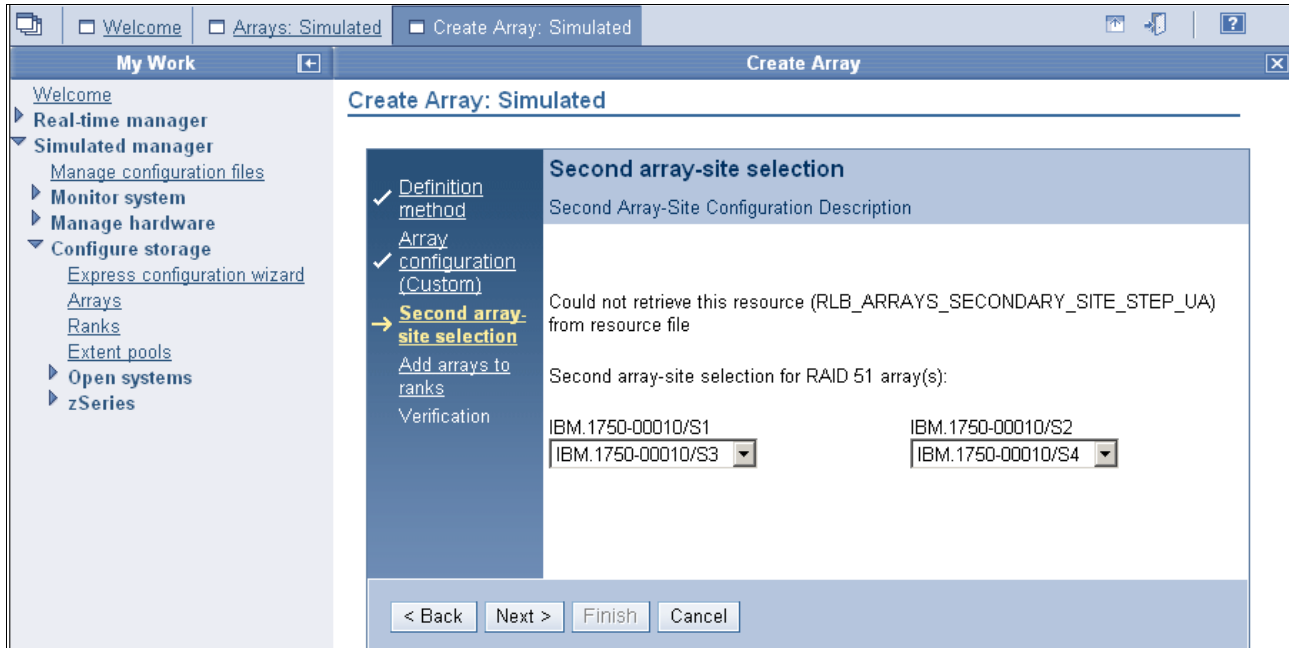 Welcome
Arrays: Simulated
Create Array: Simulated
?
My Work
Create Array
Welcome
Real-time manager
Simulated manager
Manage configuration files
Monitor system
Manage hardware
Configure storage
Express configuration wizard
Arrays
Ranks
Extent pools
Open systems
zSeries
Create Array: Simulated
Definition
method
Array
configuration
(Custom)
Second array-
site selection
Add arrays to
ranks
Verification
Second array-site selection
Second Array-Site Configuration Description
Could not retrieve this resource (RLB_ARRAYS_SECONDARY_SITE_STEP_UA)
from resource file
Second array-site selection for RAID 51 array(s):
IBM.1750-00010/S1
IBM.1750-00010/S3
IBM.1750-00010/S2
IBM.1750-00010/S4
< Back
Next >
Finish
Cancel